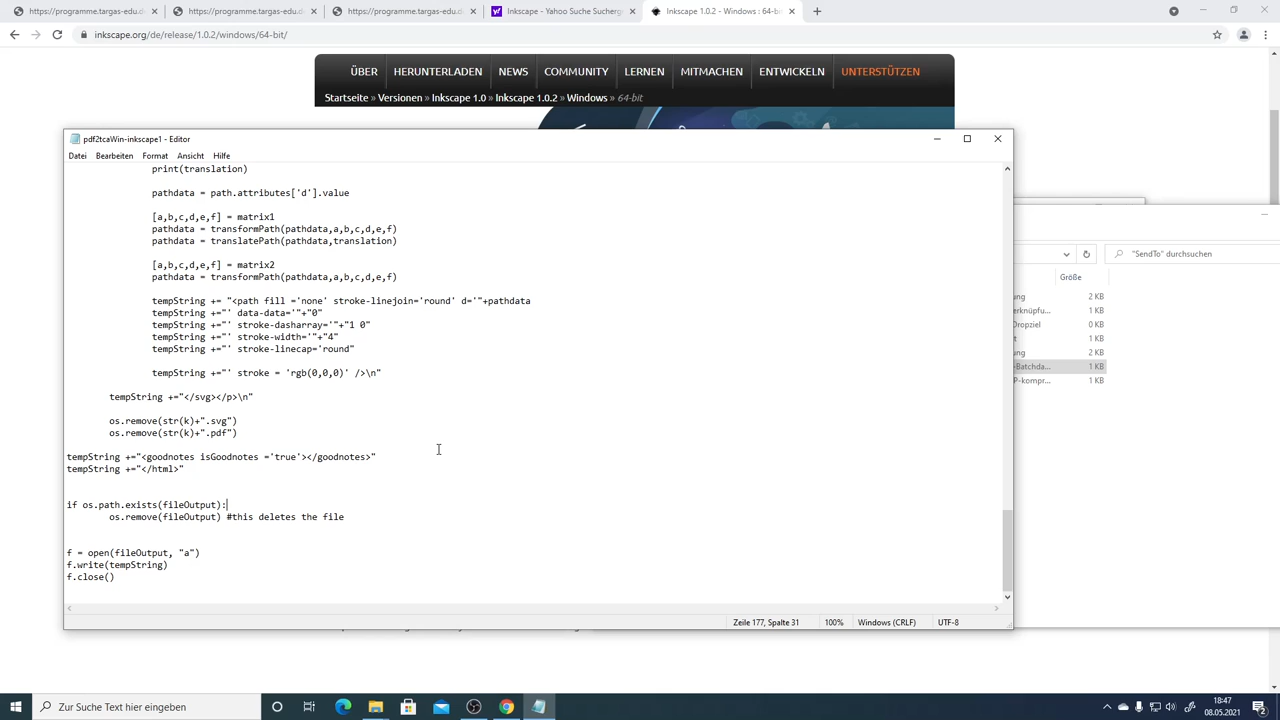 https://programme.targas-edu.d
https://programme.targas-edu.d
https://programme.targas-edu.d
Inkscape - Yahoo Suche Sucherg
Inkscape 1.0.2 - Windows : 64-bi
inkscape.org/de/release/1.0.2/windows/64-bit/
ÜBER HERUNTERLADEN NEWS COMMUNITY LERNEN MITMACHEN ENTWICKELN UNTERSTÜTZEN
Startseite » Versionen » Inkscape 1.0 » Inkscape 1.0.2 » Windows » 64-bit
pdf2tcaWin-inkscape1 - Editor
Datei Bearbeiten Format Ansicht Hilfe
print(translation)
pathdata = path.attributes['d'].value
[a,b,c,d,e,f] = matrix1
pathdata = transformPath(pathdata,a,b,c,d,e,f)
pathdata = translatePath(pathdata,translation)
[a,b,c,d,e,f] = matrix2
pathdata = transformPath(pathdata,a,b,c,d,e,f)
tempString += "<path fill ='none' stroke-linejoin='round' d='"+pathdata
tempString +="' data-data='"+"0"
tempString +="' stroke-dasharray='"+"1 0"
tempString +="' stroke-width='"+"4"
tempString +="' stroke-linecap='round"
tempString +="' stroke = 'rgb(0,0,0)' />\n"
tempString +="</svg></p>\n"
os.remove(str(k)+".svg")
os.remove(str(k)+".pdf")
tempString +="<goodnotes isGoodnotes ='true'></goodnotes>"
tempString +="</html>"
if os.path.exists(fileOutput):
os.remove(fileOutput) #this deletes the file
f = open(fileOutput, "a")
f.write(tempString)
f.close()
Zeile 177, Spalte 31 100% Windows (CRLF) UTF-8
"SendTo" durchsuchen
Größe
ung 2 KB
erknüpfu... 1 KB
Dropziel 0 KB
t 1 KB
ung 2 KB
-Batchda... 1 KB
P-kompr... 1 KB
Zur Suche Text hier eingeben
18:47
08.05.2021
2